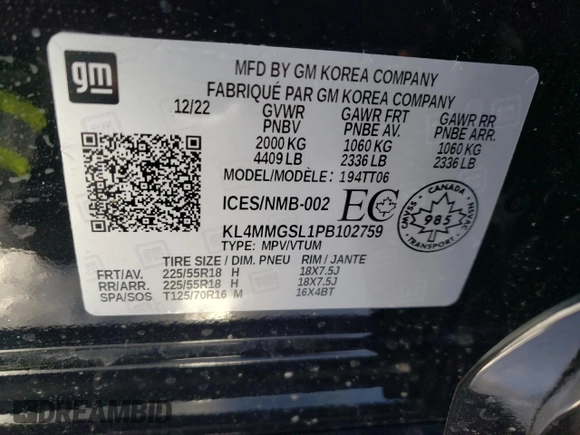 gm
MFD BY GM KOREA COMPANY
FABRIQUÉ PAR GM KOREA COMPANY
12/22 GVWR GAWR FRT GAWR RR
PNBV PNBE AV. PNBE ARR.
2000 KG 1060 KG 1060 KG
4409 LB 2336 LB 2336 LB
MODEL/MODÈLE: 194TT06
ICES/NMB-002 EC
CANADA
CMVSS NSVAC
985
TRANSPORT
KL4MMGSL1PB102759
TYPE: MPV/VTUM
TIRE SIZE / DIM. PNEU RIM / JANTE
FRT/AV. 225/55R18 H 18X7.5J
RR/ARR. 225/55R18 H 18X7.5J
SPA/SOS T125/70R16 M 16X4BT
DREAMBID